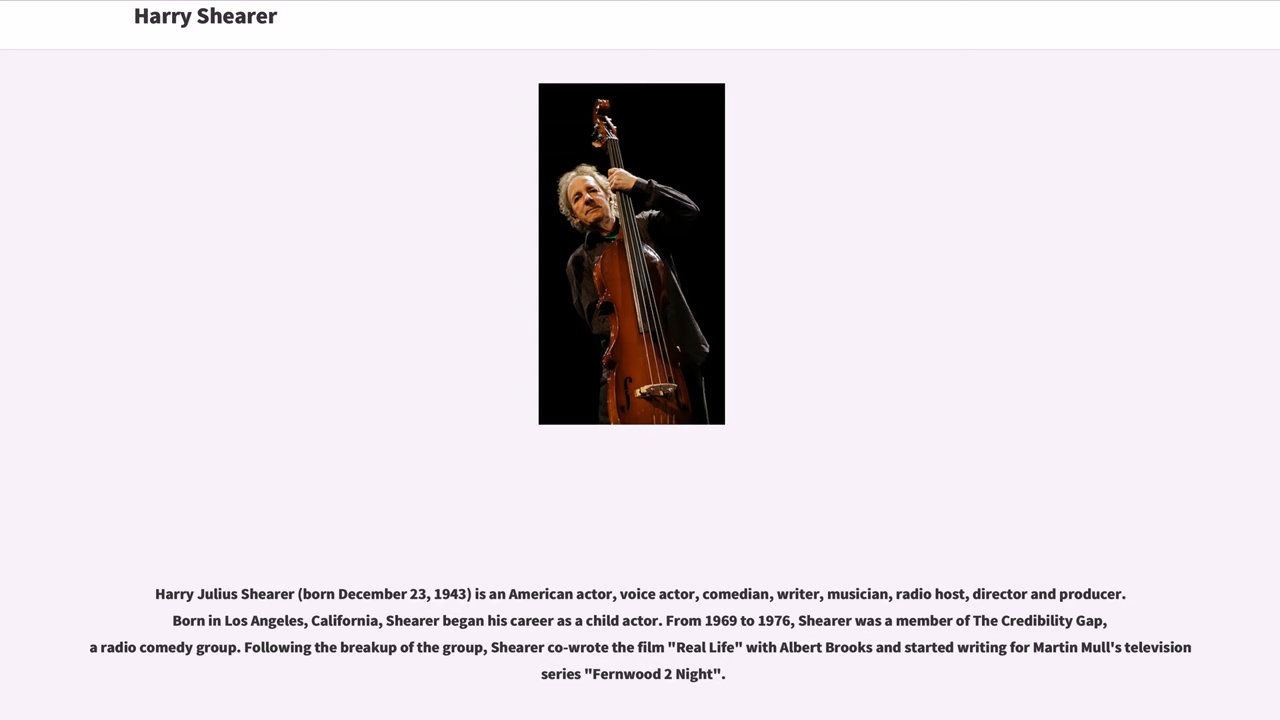 Harry Shearer
Harry Julius Shearer (born December 23, 1943) is an American actor, voice actor, comedian, writer, musician, radio host, director and producer.
Born in Los Angeles, California, Shearer began his career as a child actor. From 1969 to 1976, Shearer was a member of The Credibility Gap,
a radio comedy group. Following the breakup of the group, Shearer co-wrote the film "Real Life" with Albert Brooks and started writing for Martin Mull's television
series "Fernwood 2 Night".